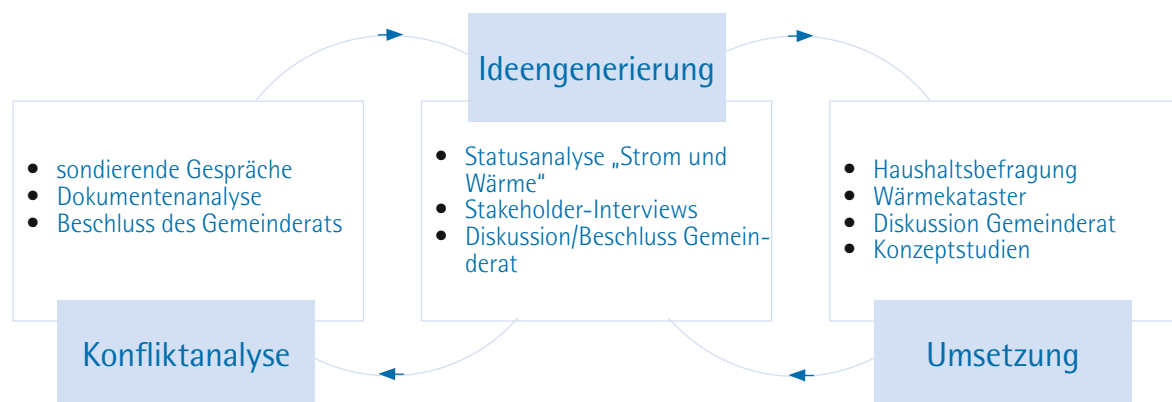 Ideengenerierung
• sondierende Gespräche
• Dokumentenanalyse
• Beschluss des Gemeinderats
Konfliktanalyse
• Statusanalyse „Strom und
Wärme“
• Stakeholder-Interviews
• Diskussion/Beschluss Gemein-
derat
• Haushaltsbefragung
• Wärmekataster
• Diskussion Gemeinderat
• Konzeptstudien
Umsetzung